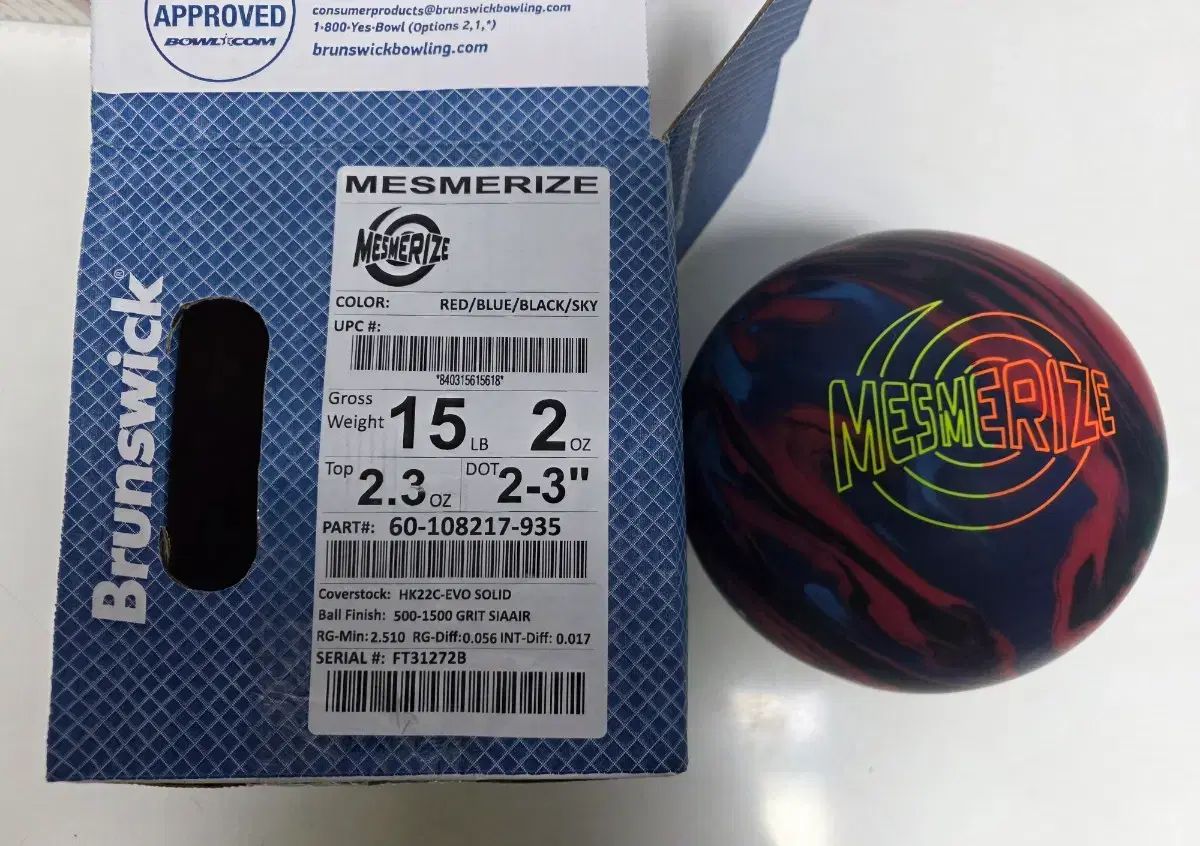 APPROVED
BOWL.COM
consumerproducts@brunswickbowling.com
1-800-Yes-Bowl (Options 2,1,*)
brunswickbowling.com
Brunswick®
MESMERIZE
MESMERIZE
COLOR: RED/BLUE/BLACK/SKY
UPC #:
*840315615618*
Gross Weight 15 LB 2 OZ
Top 2.3 OZ DOT 2-3"
PART#: 60-108217-935
Coverstock: HK22C-EVO SOLID
Ball Finish: 500-1500 GRIT SIAAIR
RG-Min: 2.510 RG-Diff: 0.056 INT-Diff: 0.017
SERIAL #: FT31272B
MESMERIZE